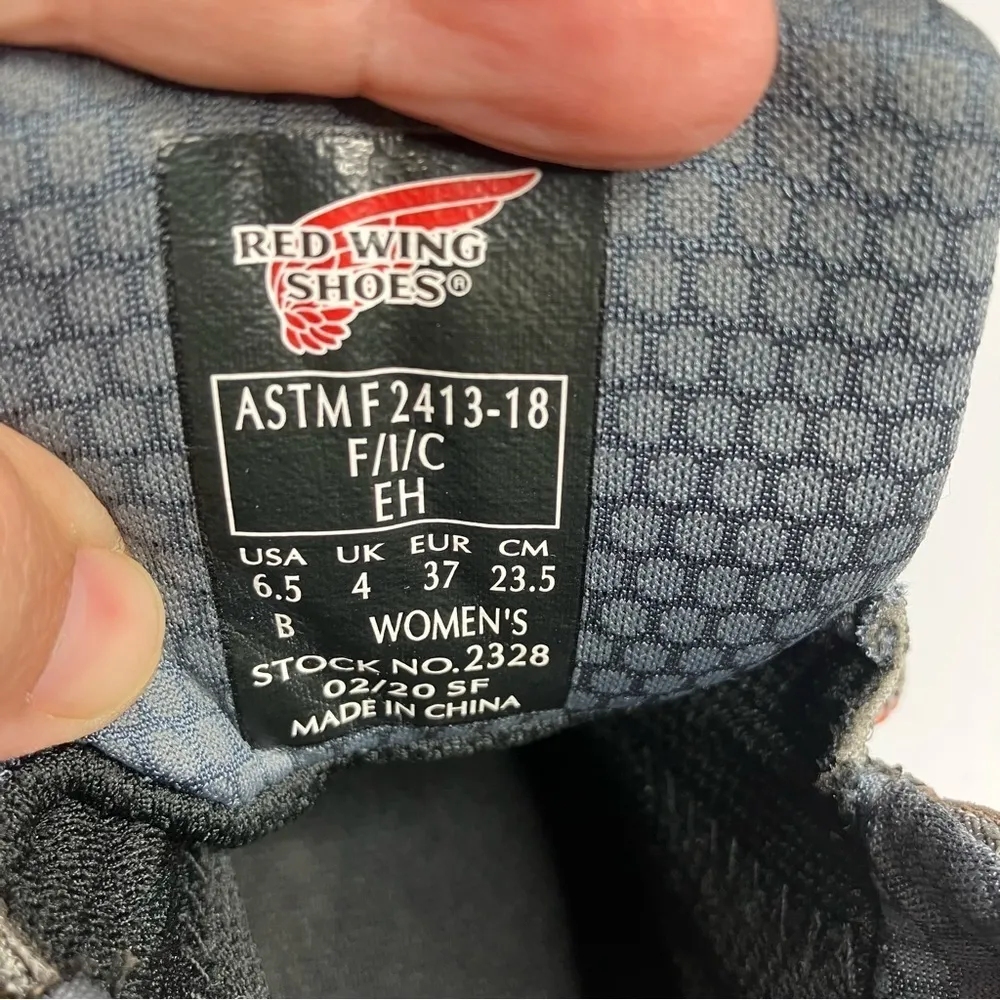 RED WING
SHOES®
ASTM F 2413-18
F/I/C
EH
USA UK EUR CM
6.5 4 37 23.5
B WOMEN'S
STOCK NO. 2328
02/20 SF
MADE IN CHINA